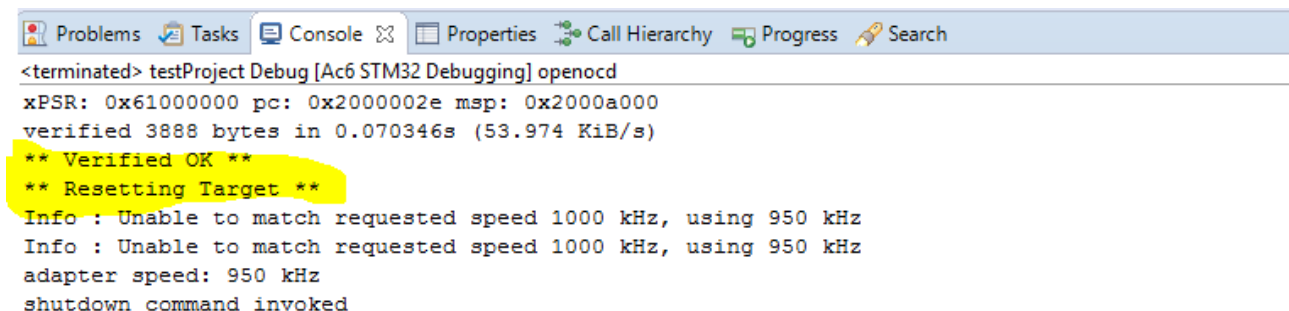 Problems Tasks Console Properties Call Hierarchy Progress Search
<terminated> testProject Debug [Ac6 STM32 Debugging] openocd
xPSR: 0x61000000 pc: 0x2000002e msp: 0x2000a000
verified 3888 bytes in 0.070346s (53.974 KiB/s)
** Verified OK **
** Resetting Target **
Info : Unable to match requested speed 1000 kHz, using 950 kHz
Info : Unable to match requested speed 1000 kHz, using 950 kHz
adapter speed: 950 kHz
shutdown command invoked